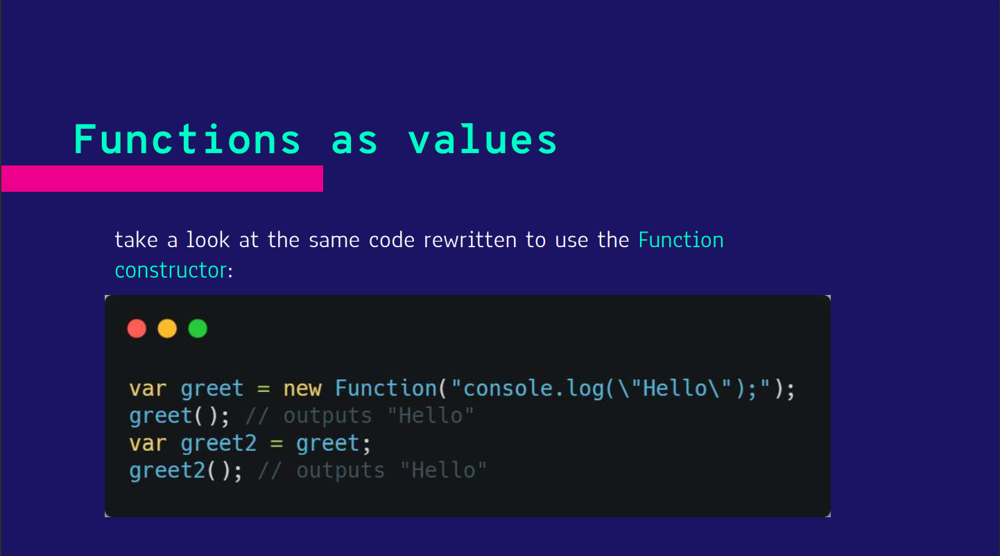 Functions as values
take a look at the same code rewritten to use the Function
constructor:
var greet = new Function("console.log(\"Hello\");");
greet(); // outputs "Hello"
var greet2 = greet;
greet2(); // outputs "Hello"